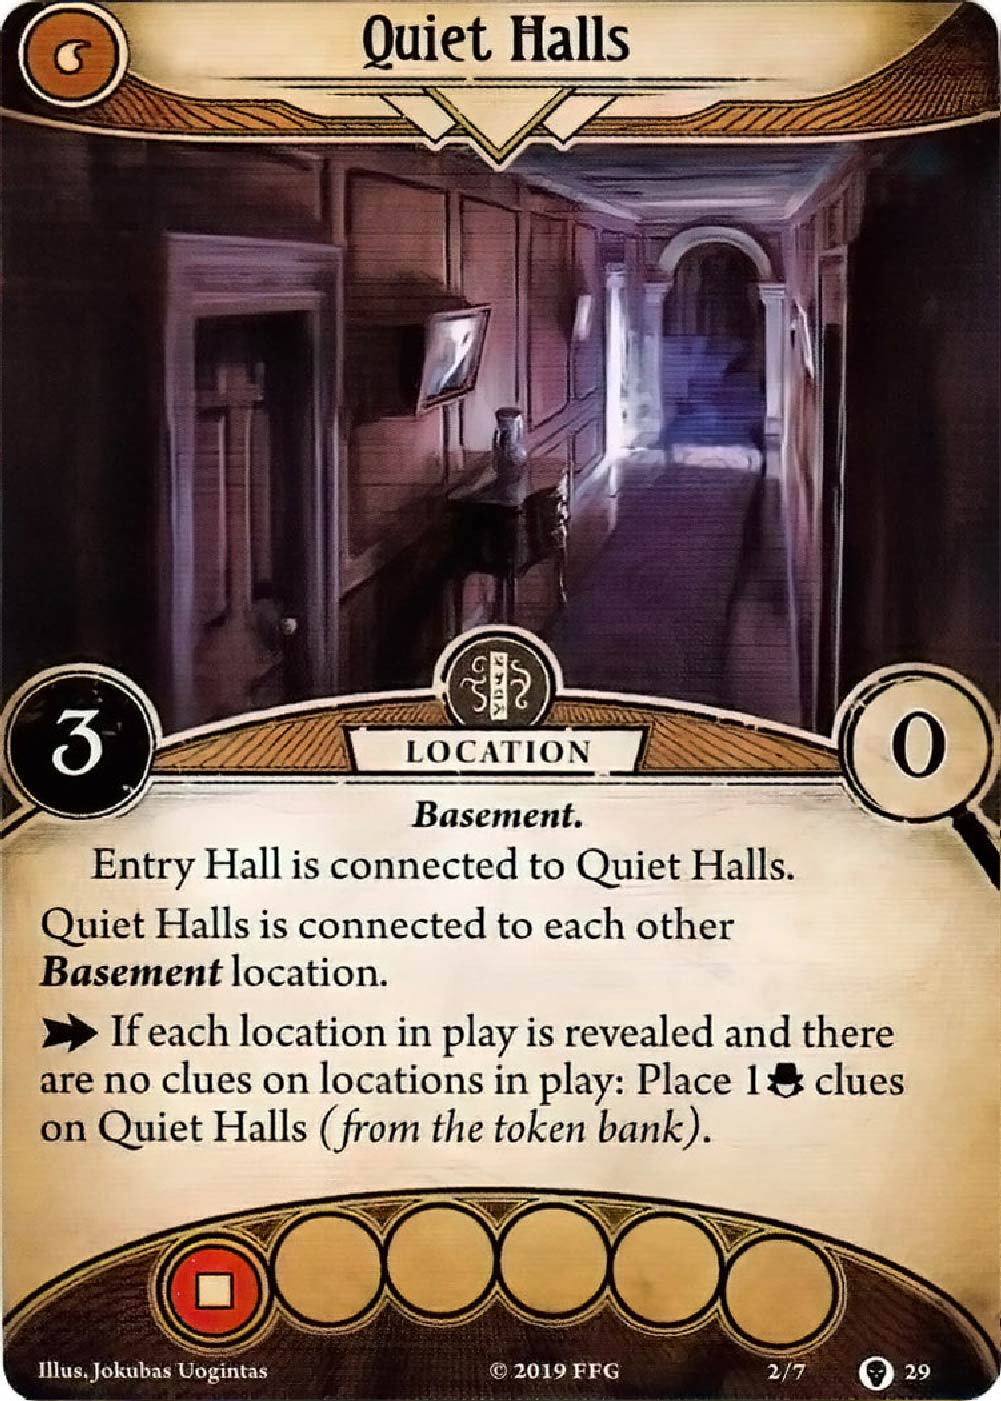 Quiet Halls
3
LOCATION
0
Basement.
Entry Hall is connected to Quiet Halls.
Quiet Halls is connected to each other
Basement location.
If each location in play is revealed and there
are no clues on locations in play: Place 1 clues
on Quiet Halls (from the token bank).
Illus. Jokubas Uogintas © 2019 FFG 2/7 29